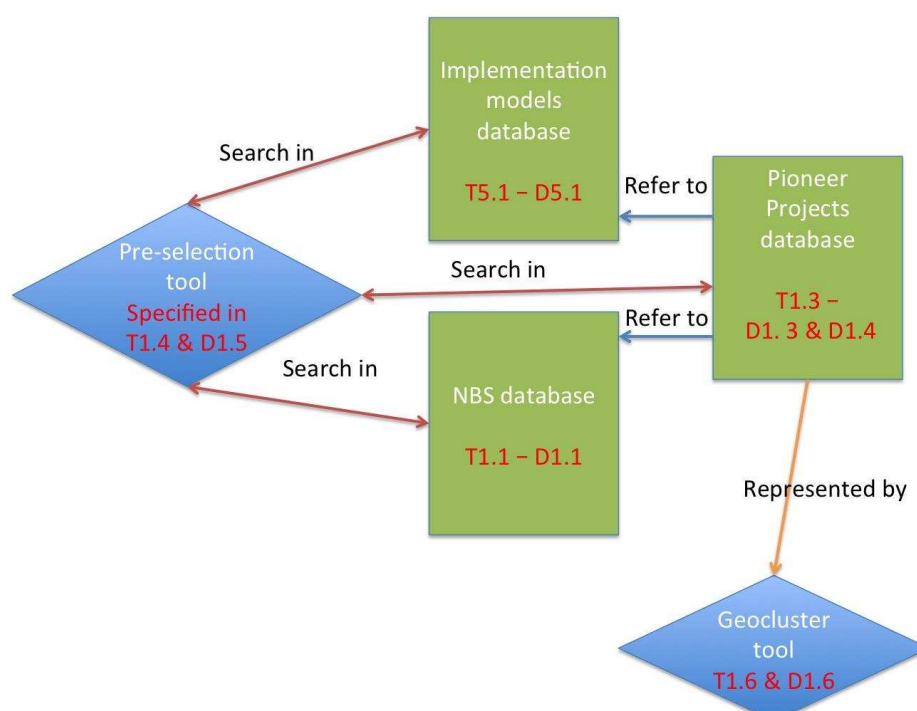 Implementation
models
database
T5.1 – D5.1
Search in
Refer to
Pioneer
Projects
database
T1.3 –
D1. 3 & D1.4
Pre-selection
tool
Specified in
T1.4 & D1.5
Search in
Refer to
Search in
NBS database
T1.1 – D1.1
Represented by
Geocluster
tool
T1.6 & D1.6